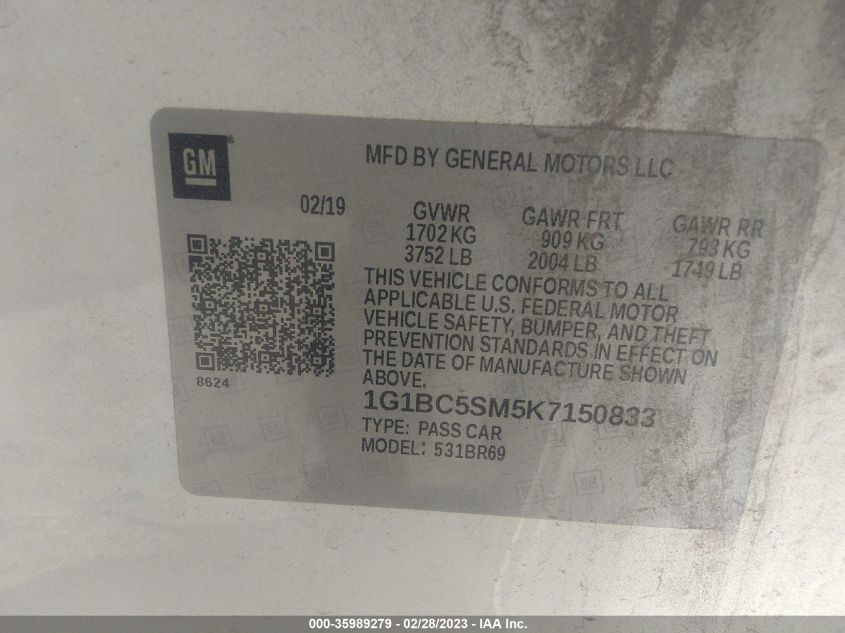 GM
®
MFD BY GENERAL MOTORS LLC
02/19
GVWR GAWR FRT GAWR RR
1702 KG 909 KG 793 KG
3752 LB 2004 LB 1749 LB
THIS VEHICLE CONFORMS TO ALL
APPLICABLE U.S. FEDERAL MOTOR
VEHICLE SAFETY, BUMPER, AND THEFT
PREVENTION STANDARDS IN EFFECT ON
THE DATE OF MANUFACTURE SHOWN
ABOVE.
8624
1G1BC5SM5K7150833
TYPE: PASS CAR
MODEL: 531BR69
000-35989279 - 02/28/2023 - IAA Inc.